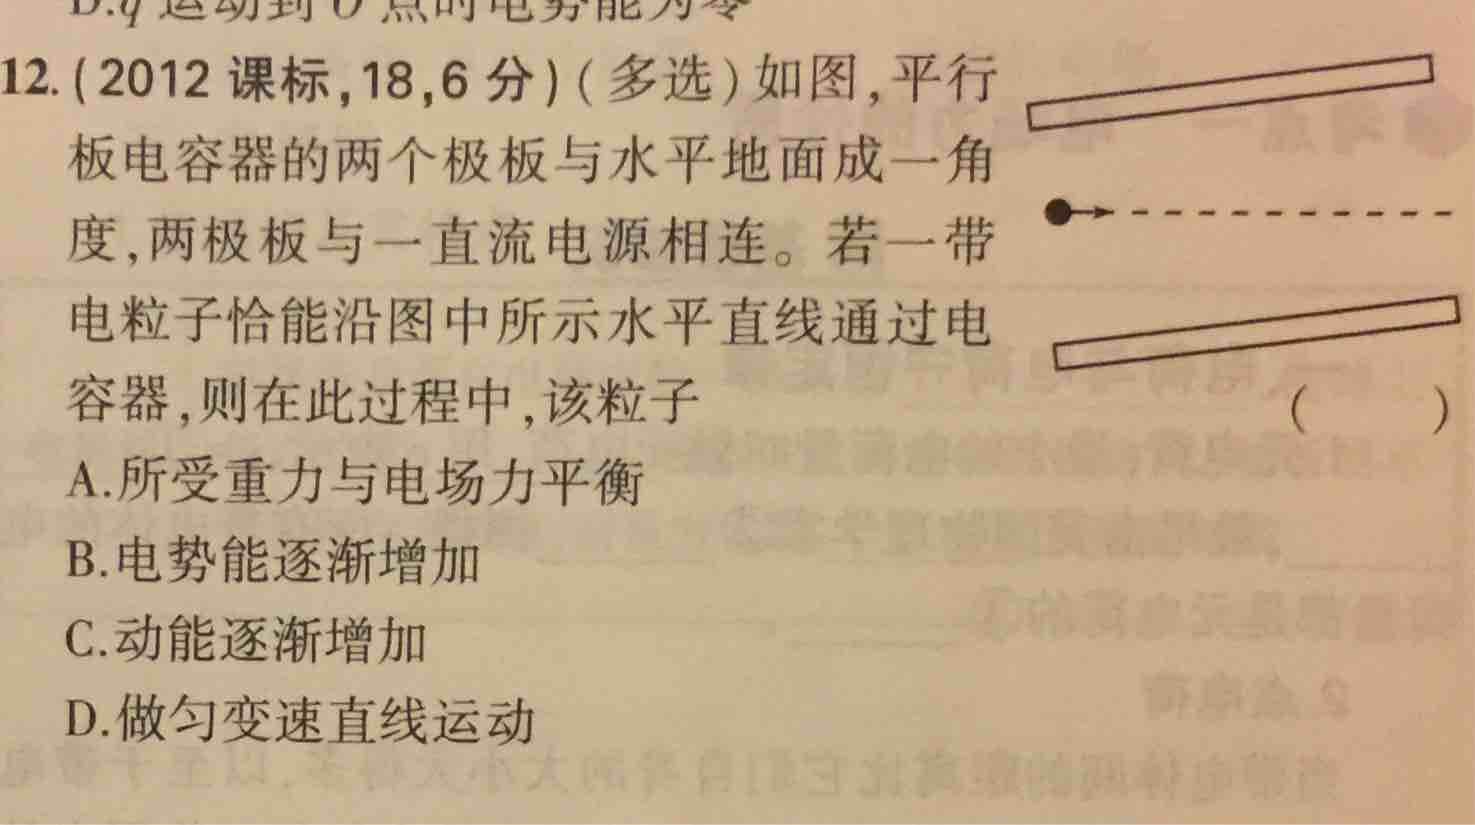 D.q 运动到 O 点时电势能为零
12. (2012 课标,18,6 分) (多选) 如图,平行
板电容器的两个极板与水平地面成一角
度,两极板与一直流电源相连。若一带
电粒子恰能沿图中所示水平直线通过电
容器,则在此过程中,该粒子
( )
A.所受重力与电场力平衡
B.电势能逐渐增加
C.动能逐渐增加
D.做匀变速直线运动